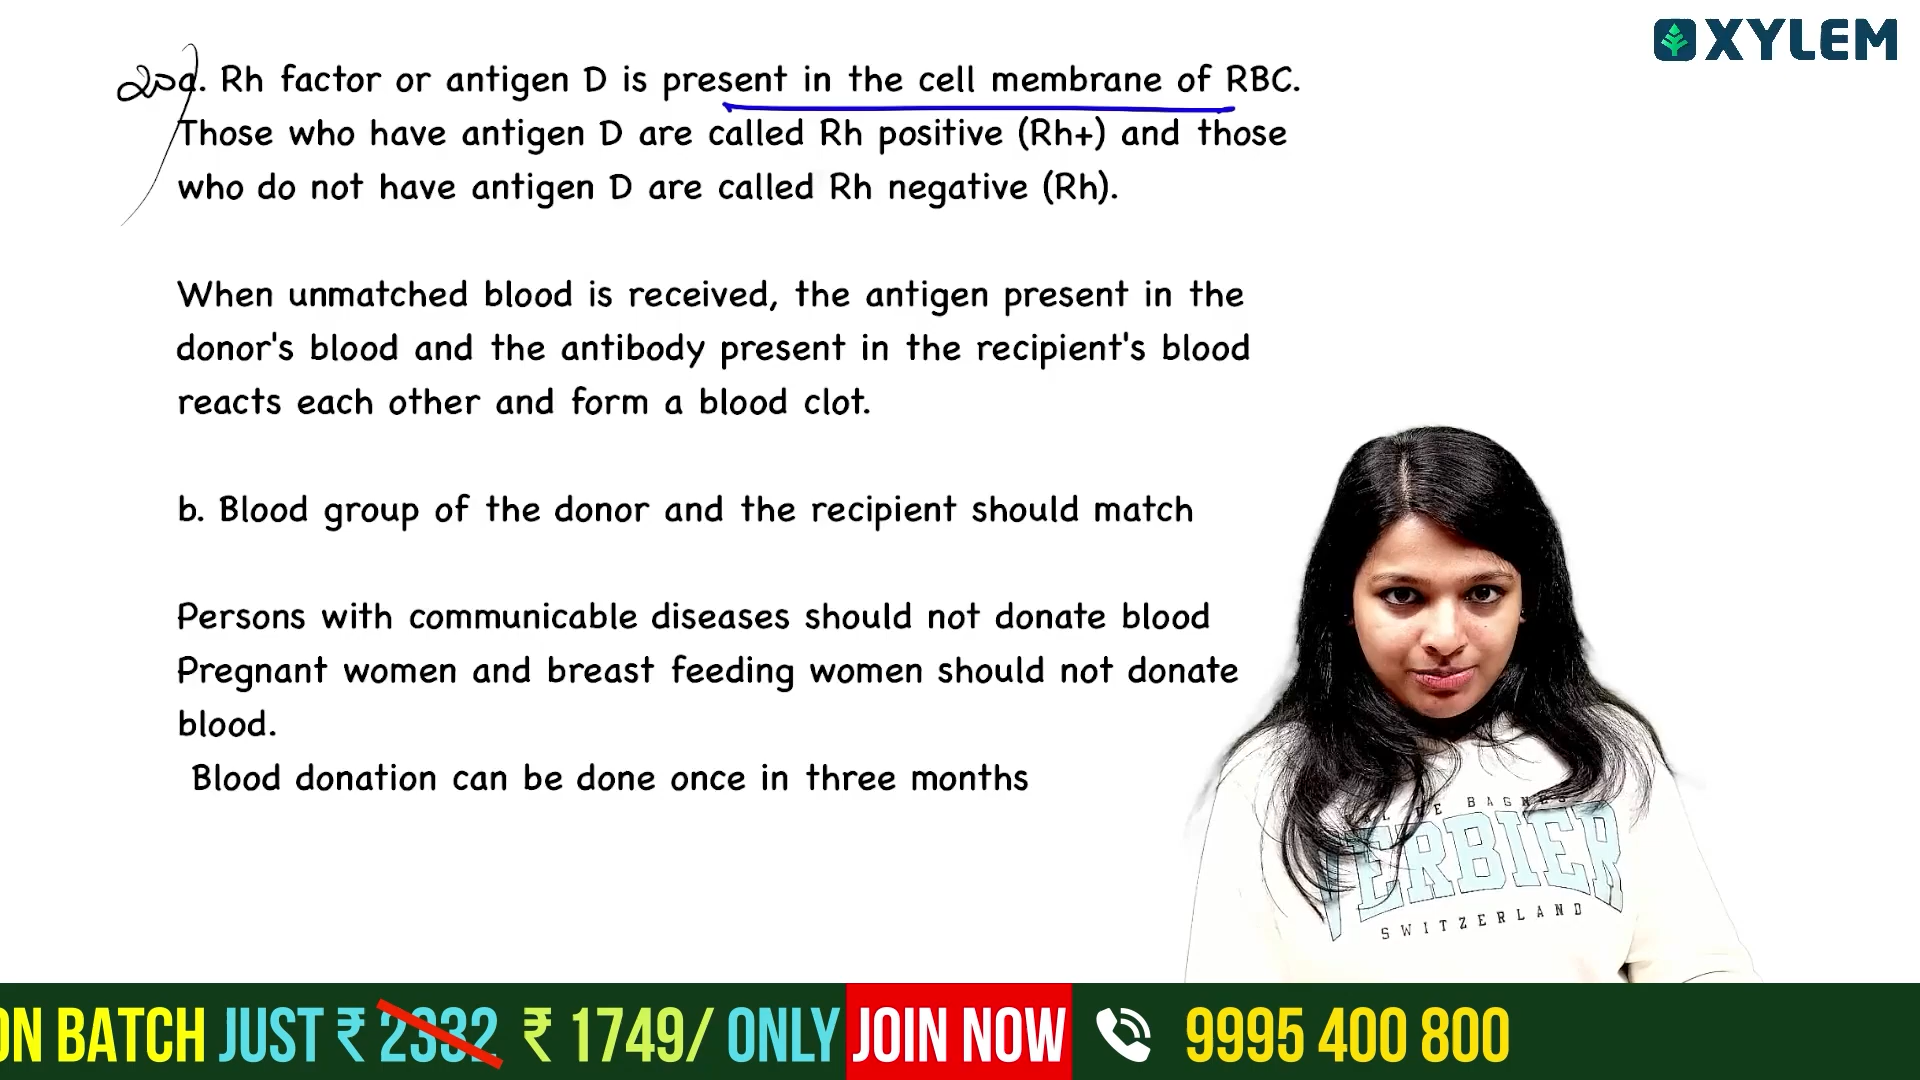 XYLEM
20 a. Rh factor or antigen D is present in the cell membrane of RBC.
Those who have antigen D are called Rh positive (Rh+) and those
who do not have antigen D are called Rh negative (Rh).
When unmatched blood is received, the antigen present in the
donor's blood and the antibody present in the recipient's blood
reacts each other and form a blood clot.
b. Blood group of the donor and the recipient should match
Persons with communicable diseases should not donate blood
Pregnant women and breast feeding women should not donate
blood.
Blood donation can be done once in three months
DE BAGNES
VERBIER
SWITZERLAND
ON BATCH JUST ₹ 2332 ₹ 1749/ ONLY JOIN NOW 9995 400 800